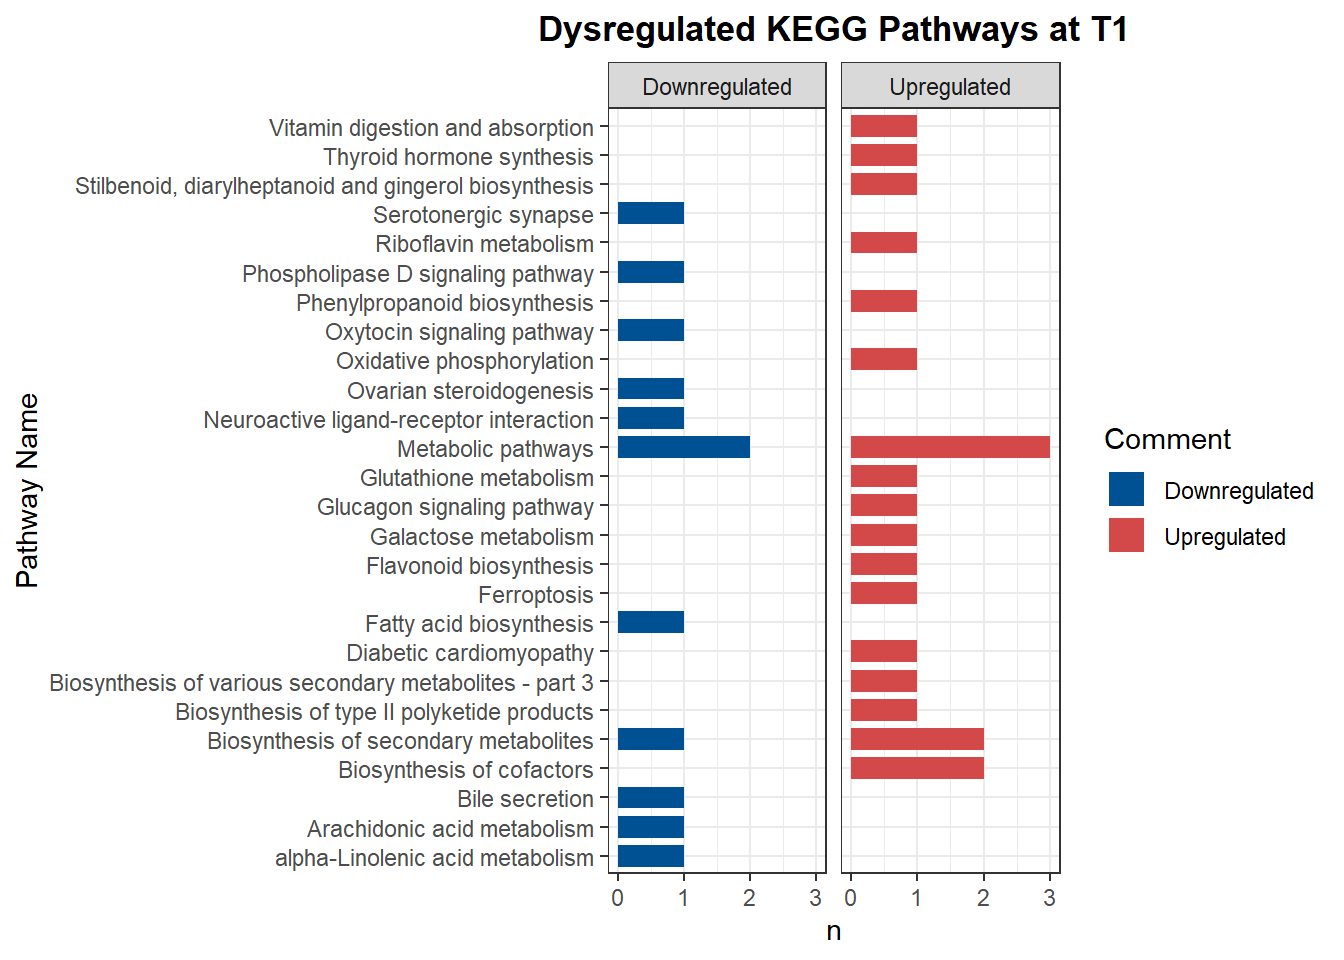 Dysregulated KEGG Pathways at T1
Downregulated
Upregulated
Pathway Name
Vitamin digestion and absorption
Thyroid hormone synthesis
Stilbenoid, diarylheptanoid and gingerol biosynthesis
Serotonergic synapse
Riboflavin metabolism
Phospholipase D signaling pathway
Phenylpropanoid biosynthesis
Oxytocin signaling pathway
Oxidative phosphorylation
Ovarian steroidogenesis
Neuroactive ligand-receptor interaction
Metabolic pathways
Glutathione metabolism
Glucagon signaling pathway
Galactose metabolism
Flavonoid biosynthesis
Ferroptosis
Fatty acid biosynthesis
Diabetic cardiomyopathy
Biosynthesis of various secondary metabolites - part 3
Biosynthesis of type II polyketide products
Biosynthesis of secondary metabolites
Biosynthesis of cofactors
Bile secretion
Arachidonic acid metabolism
alpha-Linolenic acid metabolism
0 1 2 3
0 1 2 3
n
Comment
Downregulated
Upregulated